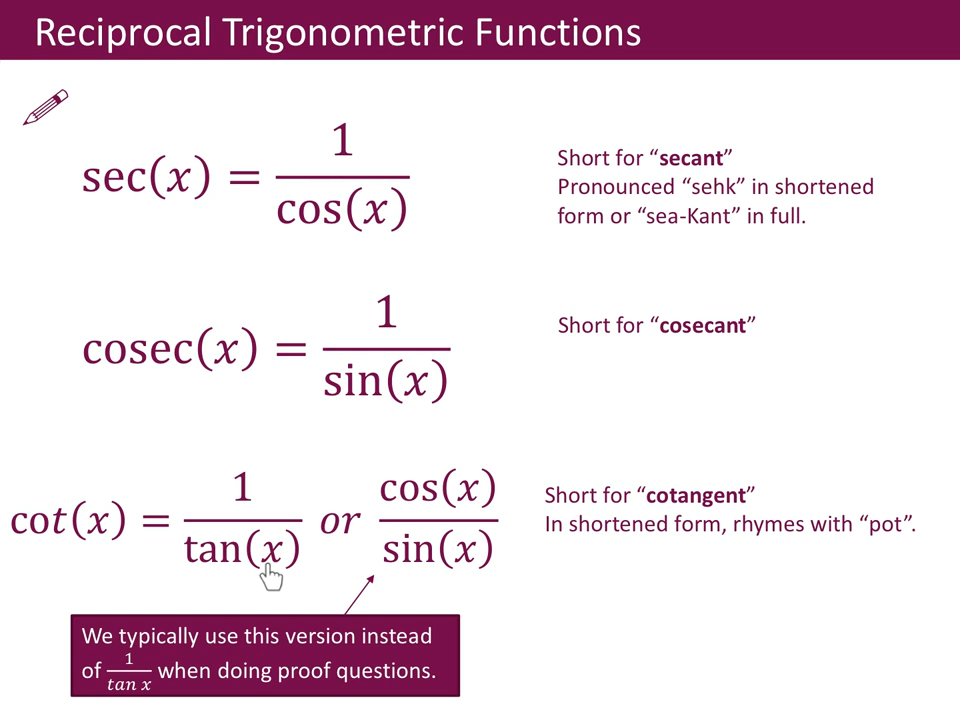 Reciprocal Trigonometric Functions
sec(x) = 1/cos(x)
Short for “secant”
Pronounced “sehk” in shortened
form or “sea-Kant” in full.
cosec(x) = 1/sin(x)
Short for “cosecant”
cot(x) = 1/tan(x) or cos(x)/sin(x)
Short for “cotangent”
In shortened form, rhymes with “pot”.
We typically use this version instead
of 1/tan x when doing proof questions.